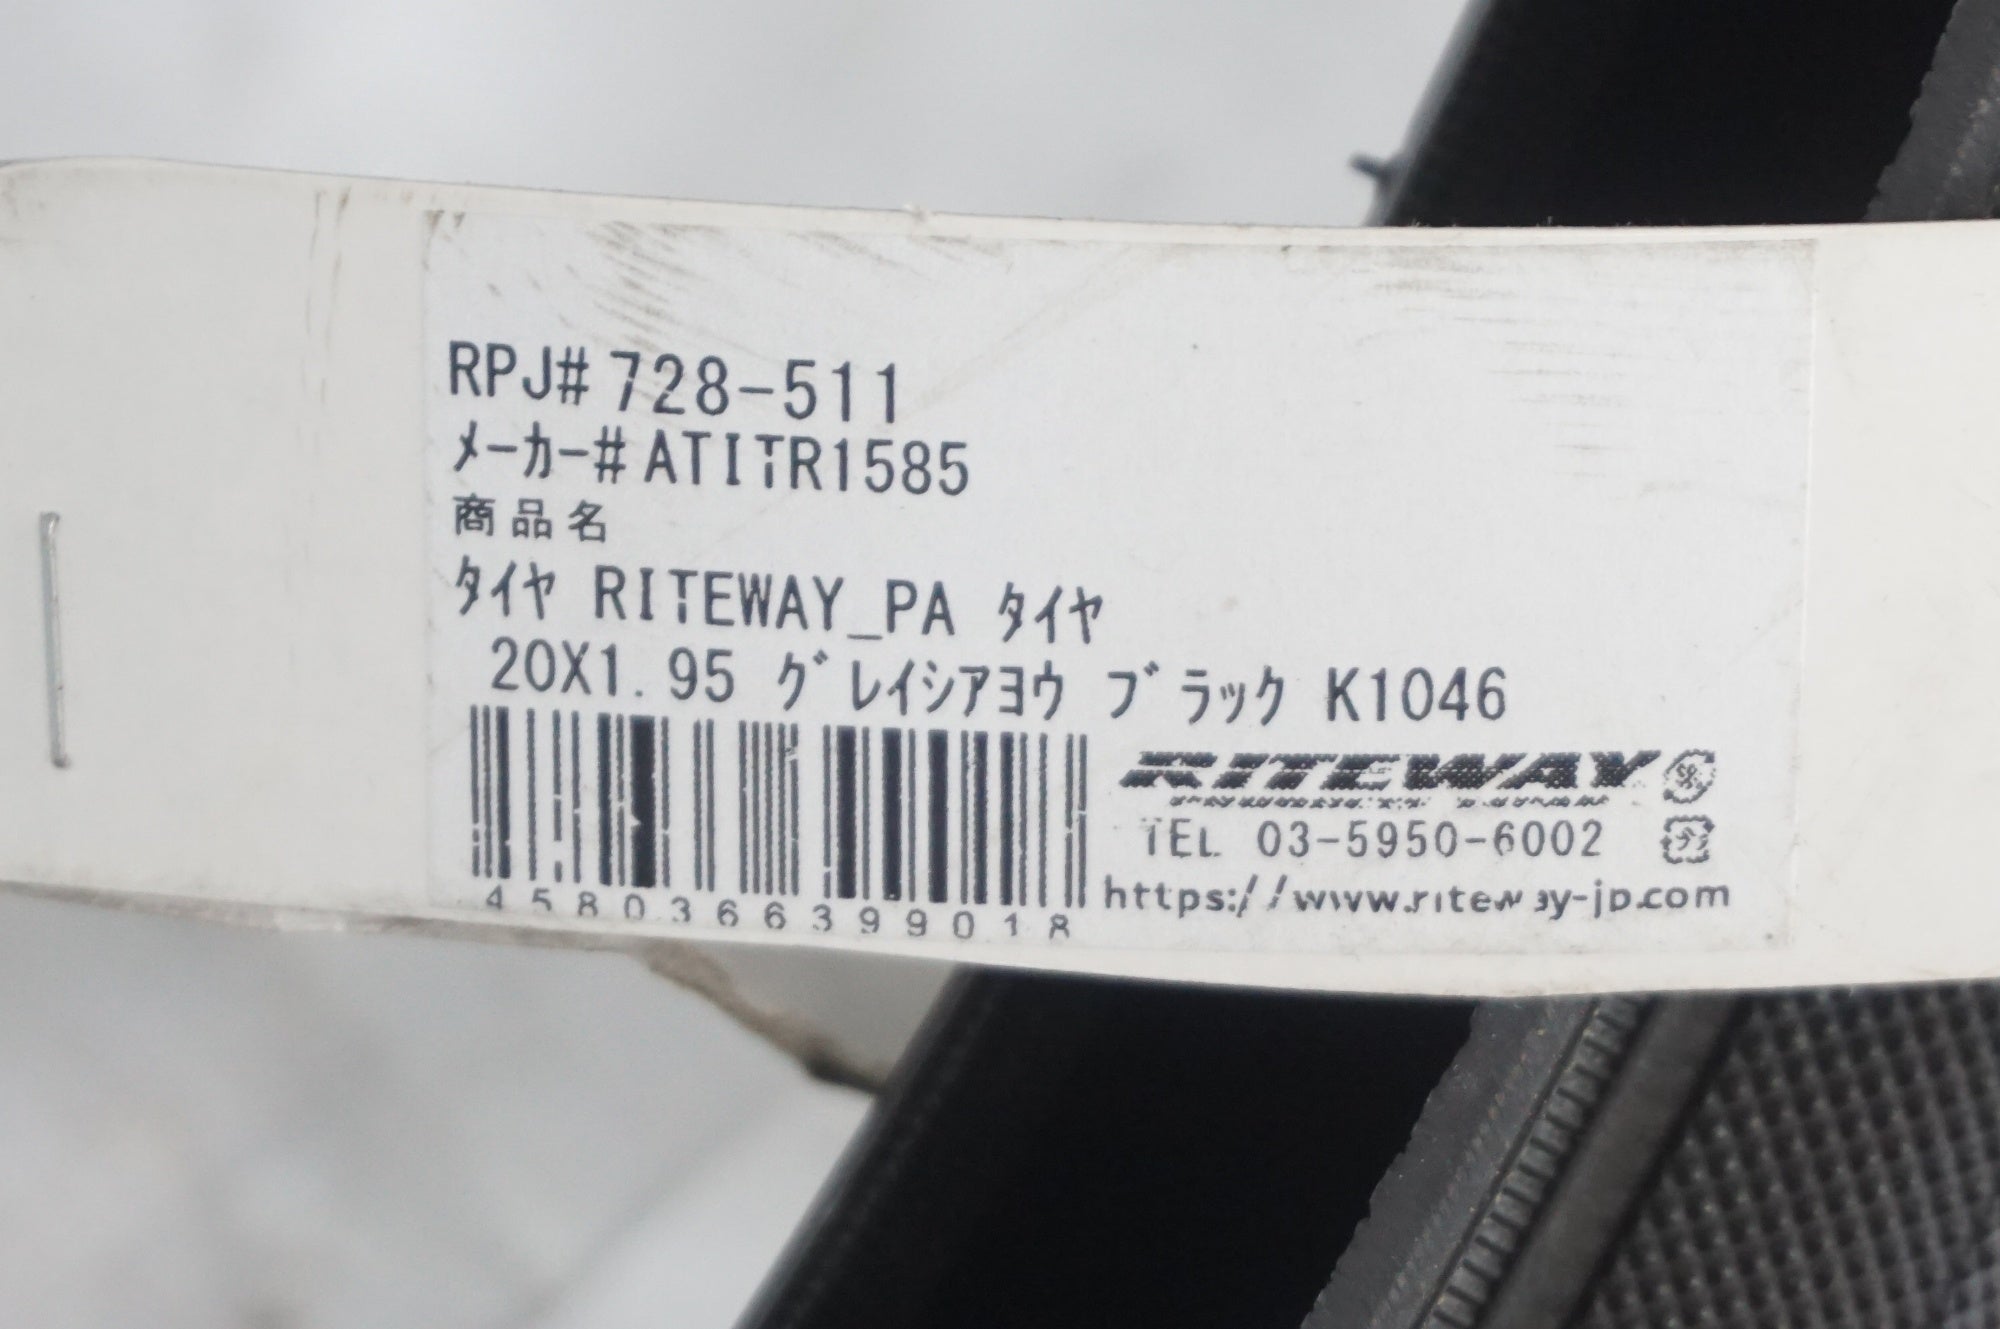 RPJ# 728-511
ﾒｰｶｰ# ATITR1585
商品名
ﾀｲﾔ RITEWAY_PA ﾀｲﾔ
20X1.95 ｸﾞﾚｲｼｱﾖｳ ﾌﾞﾗｯｸ K1046
RITEWAY
TEL 03-5950-6002
https://www.riteway-jp.com
4580366399018